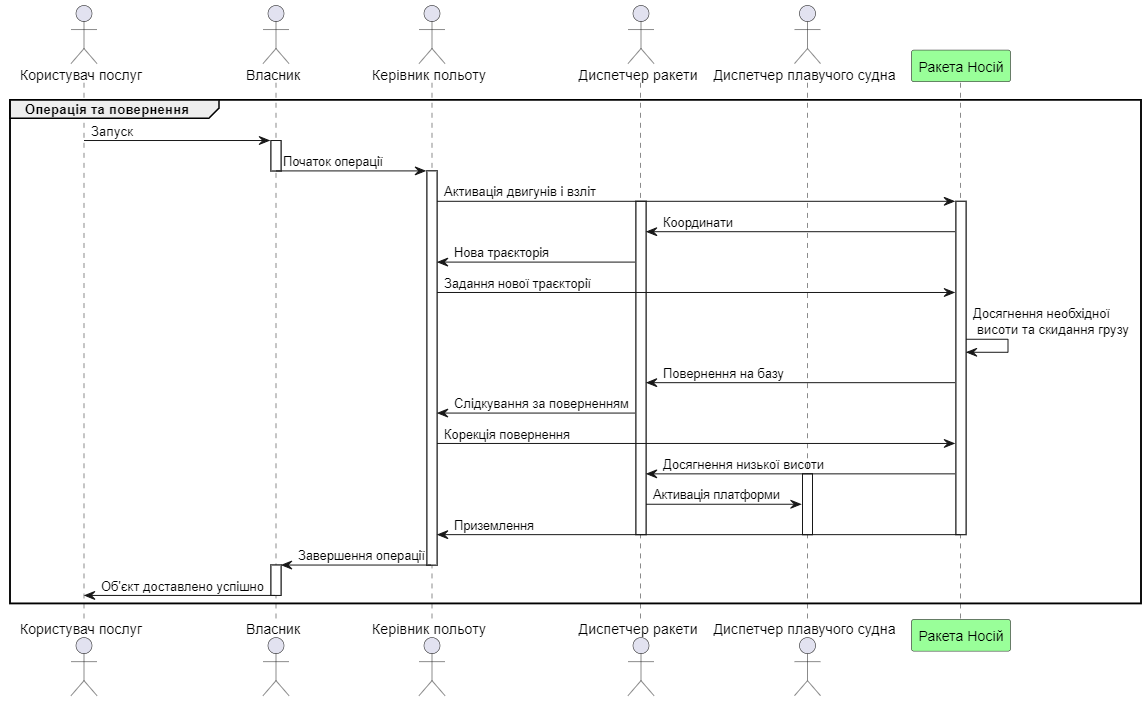 Користувач послуг
Власник
Керівник польоту
Диспетчер ракети
Диспетчер плавучого судна
Ракета Носій
Операція та повернення
Запуск
Початок операції
Активація двигунів і взліт
Координати
Нова траєкторія
Задання нової траєкторії
Досягнення необхідної
висоти та скидання грузу
Повернення на базу
Слідкування за поверненням
Корекція повернення
Досягнення низької висоти
Активація платформи
Приземлення
Завершення операції
Об'єкт доставлено успішно
Користувач послуг
Власник
Керівник польоту
Диспетчер ракети
Диспетчер плавучого судна
Ракета Носій